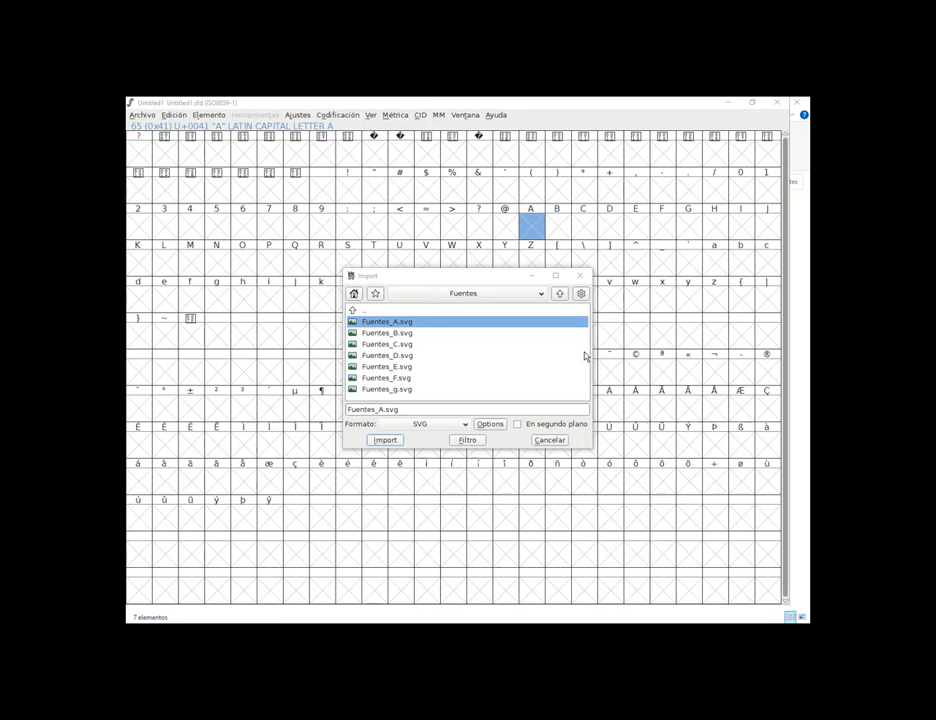 Untitled1 Untitled1.sfd (ISO8859-1)
Archivo Edición Elemento Herramientas Ajustes Codificación Ver Métrica CID MM Ventana Ayuda
65 (0x41) U+0041 "A" LATIN CAPITAL LETTER A
! " # $ % & ' ( ) * + , - . / 0 1
2 3 4 5 6 7 8 9 : ; < = > ? @ A B C D E F G H I J
K L M N O P Q R S T U V W X Y Z [ \ ] ^ _ ` a b c
Import
d e f g h i j k v w x y z { |
Fuentes
..
} ~
Fuentes_A.svg
Fuentes_B.svg
Fuentes_C.svg
Fuentes_D.svg
© ª « ¬ - ®
Fuentes_E.svg
Fuentes_F.svg
Fuentes_g.svg
± ² ³ ´ µ ¶ Æ Ç
Fuentes_A.svg
Formato: SVG Options En segundo plano
Import Filtro Cancelar
7 elementos